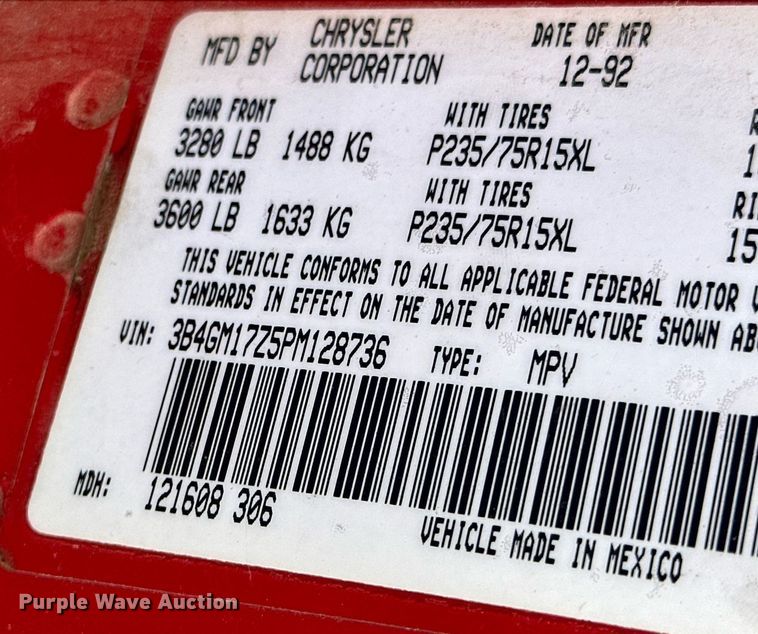 MFD BY CHRYSLER CORPORATION DATE OF MFR 12-92
GAWR FRONT WITH TIRES
3280 LB 1488 KG P235/75R15XL
GAWR REAR WITH TIRES
3600 LB 1633 KG P235/75R15XL 15
THIS VEHICLE CONFORMS TO ALL APPLICABLE FEDERAL MOTOR
STANDARDS IN EFFECT ON THE DATE OF MANUFACTURE SHOWN
VIN: 3B4GM17Z5PM128736 TYPE: MPV
MDH: 121608 306
VEHICLE MADE IN MEXICO
Purple Wave Auction